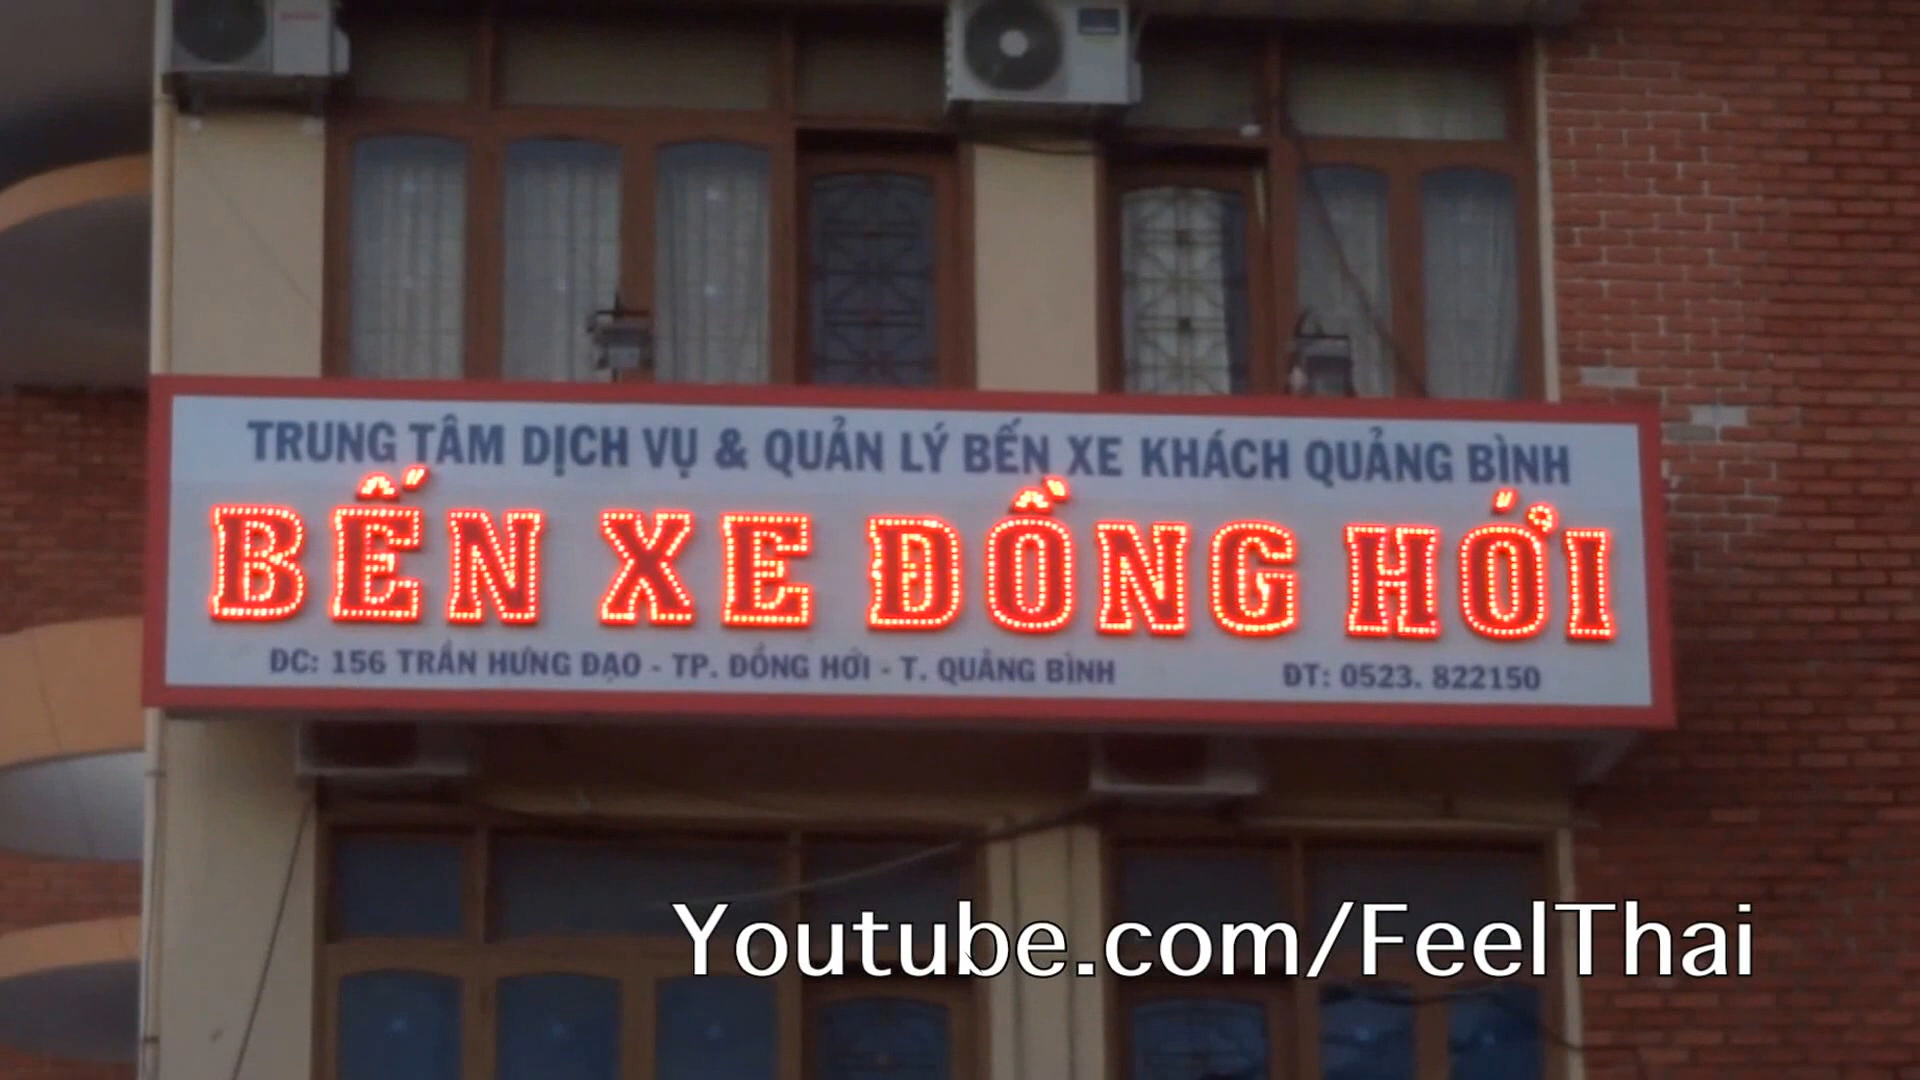 TRUNG TÂM DỊCH VỤ & QUẢN LÝ BẾN XE KHÁCH QUẢNG BÌNH
BẾN XE ĐỒNG HỚI
ĐC: 156 TRẦN HƯNG ĐẠO - TP. ĐỒNG HỚI - T. QUẢNG BÌNH ĐT: 0523. 822150
Youtube.com/FeelThai